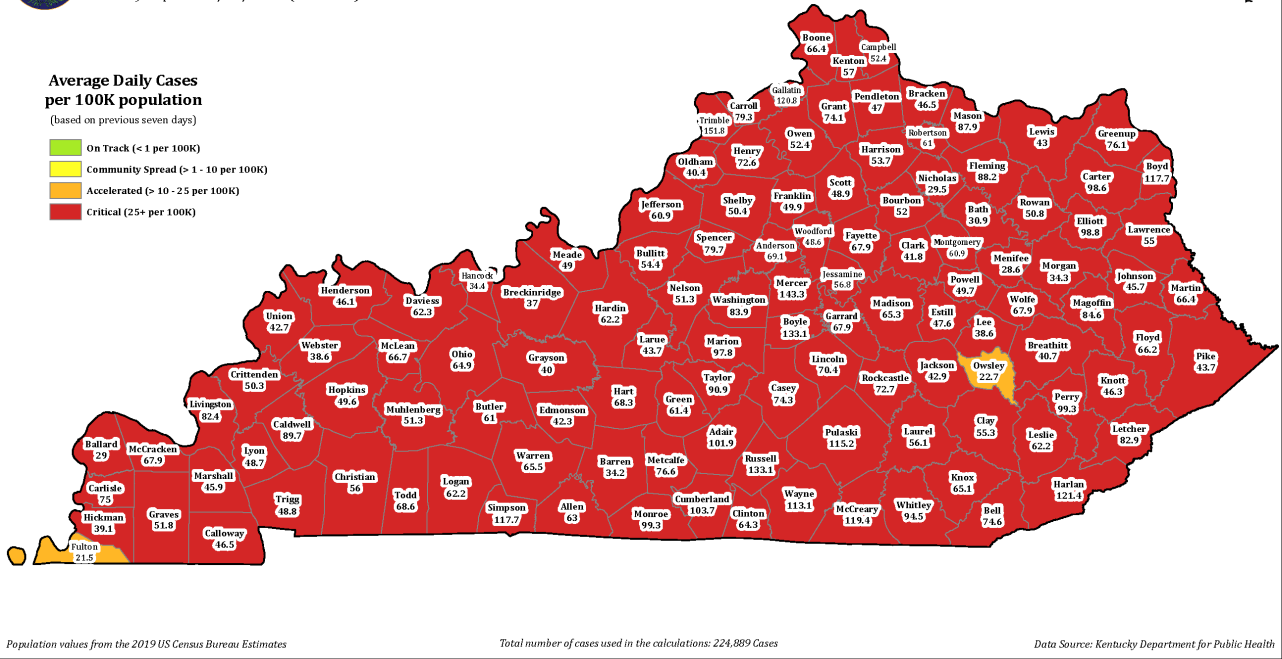 Average Daily Cases
per 100K population
(based on previous seven days)
On Track (< 1 per 100K)
Community Spread (> 1 - 10 per 100K)
Accelerated (> 10 - 25 per 100K)
Critical (25+ per 100K)
Boone
66.4
Kenton
57
Campbell
52.4
Gallatin
120.8
Carroll
79.3
Trimble
151.8
Grant
74.1
Pendleton
47
Bracken
46.5
Mason
87.9
Robertson
61
Lewis
43
Greenup
76.1
Boyd
117.7
Owen
52.4
Henry
72.6
Oldham
40.4
Harrison
53.7
Fleming
88.2
Carter
98.6
Nicholas
29.5
Scott
48.9
Franklin
49.9
Shelby
50.4
Jefferson
60.9
Bourbon
52
Bath
30.9
Rowan
50.8
Elliott
98.8
Lawrence
55
Spencer
79.7
Anderson
69.1
Woodford
48.6
Fayette
67.9
Clark
41.8
Montgomery
60.9
Menifee
28.6
Morgan
34.3
Johnson
45.7
Martin
66.4
Bullitt
54.4
Meade
49
Hancock
34.4
Breckinridge
37
Henderson
46.1
Daviess
62.3
Union
42.7
Hardin
62.2
Nelson
51.3
Washington
83.9
Mercer
143.3
Jessamine
56.8
Madison
65.3
Powell
49.7
Estill
47.6
Wolfe
67.9
Magoffin
84.6
Boyle
133.1
Garrard
67.9
Lee
38.6
Breathitt
40.7
Floyd
66.2
Pike
43.7
Webster
38.6
McLean
66.7
Ohio
64.9
Grayson
40
Larue
43.7
Marion
97.8
Lincoln
70.4
Rockcastle
72.7
Jackson
42.9
Owsley
22.7
Knott
46.3
Perry
99.3
Crittenden
50.3
Livingston
82.4
Hopkins
49.6
Muhlenberg
51.3
Butler
61
Edmonson
42.3
Hart
68.3
Green
61.4
Taylor
90.9
Casey
74.3
Caldwell
89.7
Adair
101.9
Pulaski
115.2
Laurel
56.1
Clay
55.3
Leslie
62.2
Letcher
82.9
Ballard
29
McCracken
67.9
Lyon
48.7
Marshall
45.9
Warren
65.5
Barren
34.2
Metcalfe
76.6
Russell
133.1
Knox
65.1
Harlan
121.4
Carlisle
75
Christian
56
Trigg
48.8
Todd
68.6
Logan
62.2
Simpson
117.7
Allen
63
Monroe
99.3
Cumberland
103.7
Clinton
64.3
Wayne
113.1
McCreary
119.4
Whitley
94.5
Bell
74.6
Hickman
39.1
Graves
51.8
Calloway
46.5
Fulton
21.5
Population values from the 2019 US Census Bureau Estimates
Total number of cases used in the calculations: 224,889 Cases
Data Source: Kentucky Department for Public Health